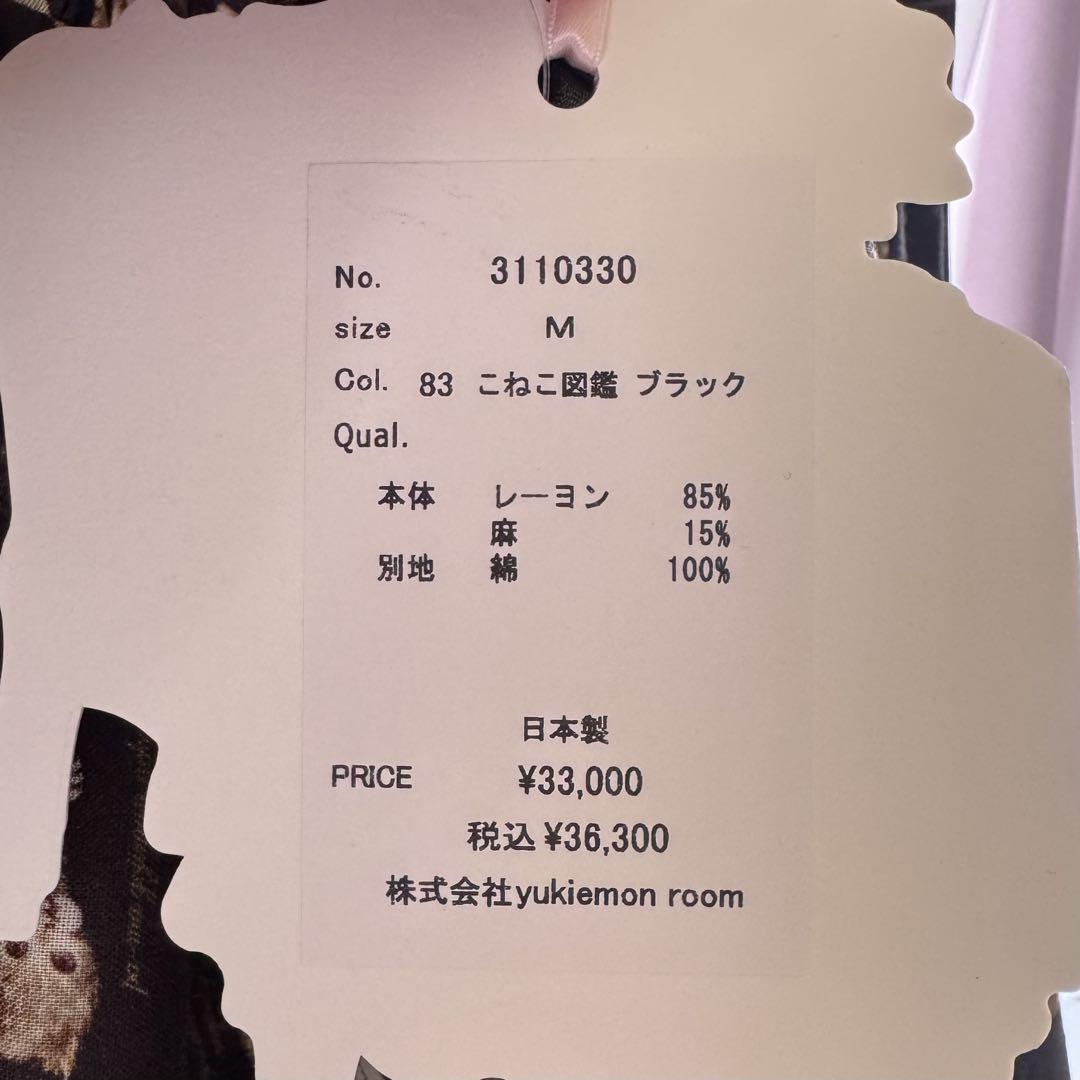 No. 3110330
size M
Col. 83 こねこ図鑑 ブラック
Qual.
本体 レーヨン 85%
麻 15%
別地 綿 100%
日本製
PRICE ¥33,000
税込 ¥36,300
株式会社yukiemon room